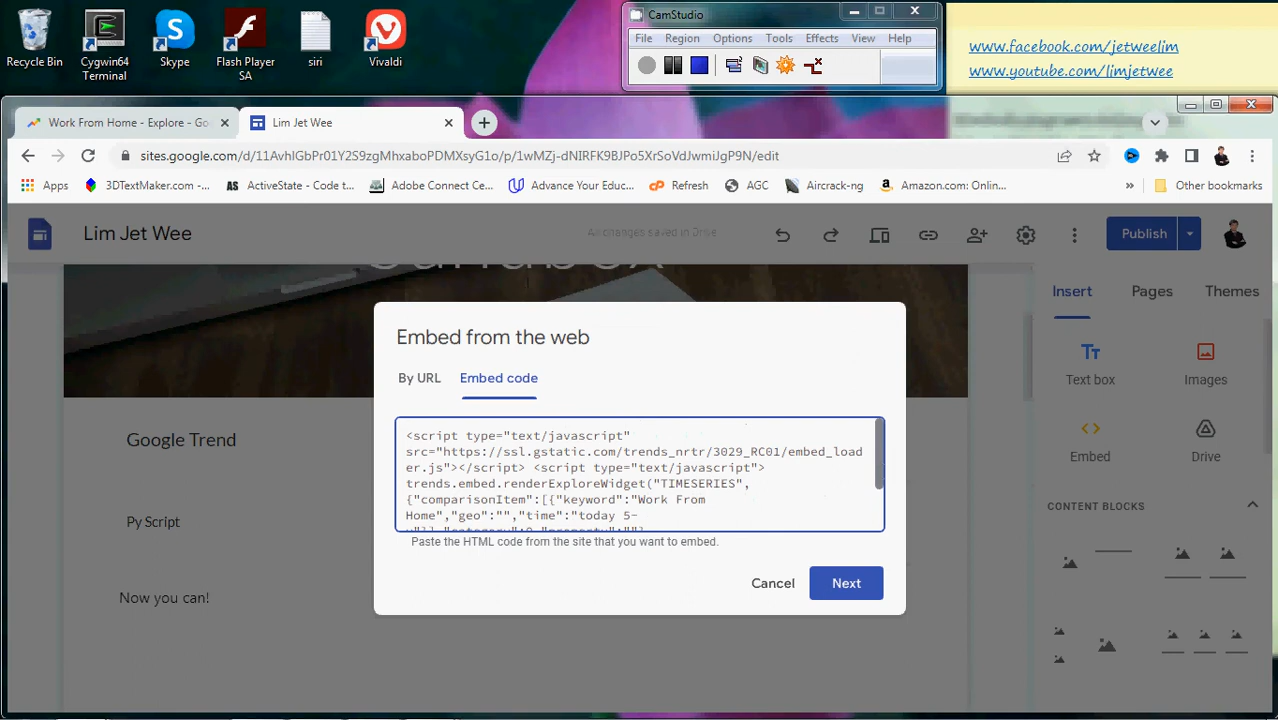 Recycle Bin
Cygwin64 Terminal
Skype
Flash Player SA
siri
Vivaldi
CamStudio
File Region Options Tools Effects View Help
www.facebook.com/jetweelim
www.youtube.com/limjetwee
Work From Home - Explore - Go
Lim Jet Wee
sites.google.com/d/11AvhIGbPr01Y2S9zgMhxaboPDMXsyG1o/p/1wMZj-dNIRFK9BJPo5XrSoVdJwmiJgP9N/edit
Apps
3DTextMaker.com -...
ActiveState - Code t...
Adobe Connect Ce...
Advance Your Educ...
Refresh
AGC
Aircrack-ng
Amazon.com: Onlin...
»
Other bookmarks
Lim Jet Wee
All changes saved in Drive
Publish
Insert Pages Themes
Text box
Images
Embed
Drive
CONTENT BLOCKS
Google Trend
Py Script
Now you can!
Embed from the web
By URL Embed code
<script type="text/javascript"
src="https://ssl.gstatic.com/trends_nrtr/3029_RC01/embed_load
er.js"></script> <script type="text/javascript">
trends.embed.renderExploreWidget("TIMESERIES",
{"comparisonItem":[{"keyword":"Work From
Home","geo":"","time":"today 5-
Paste the HTML code from the site that you want to embed.
Cancel Next